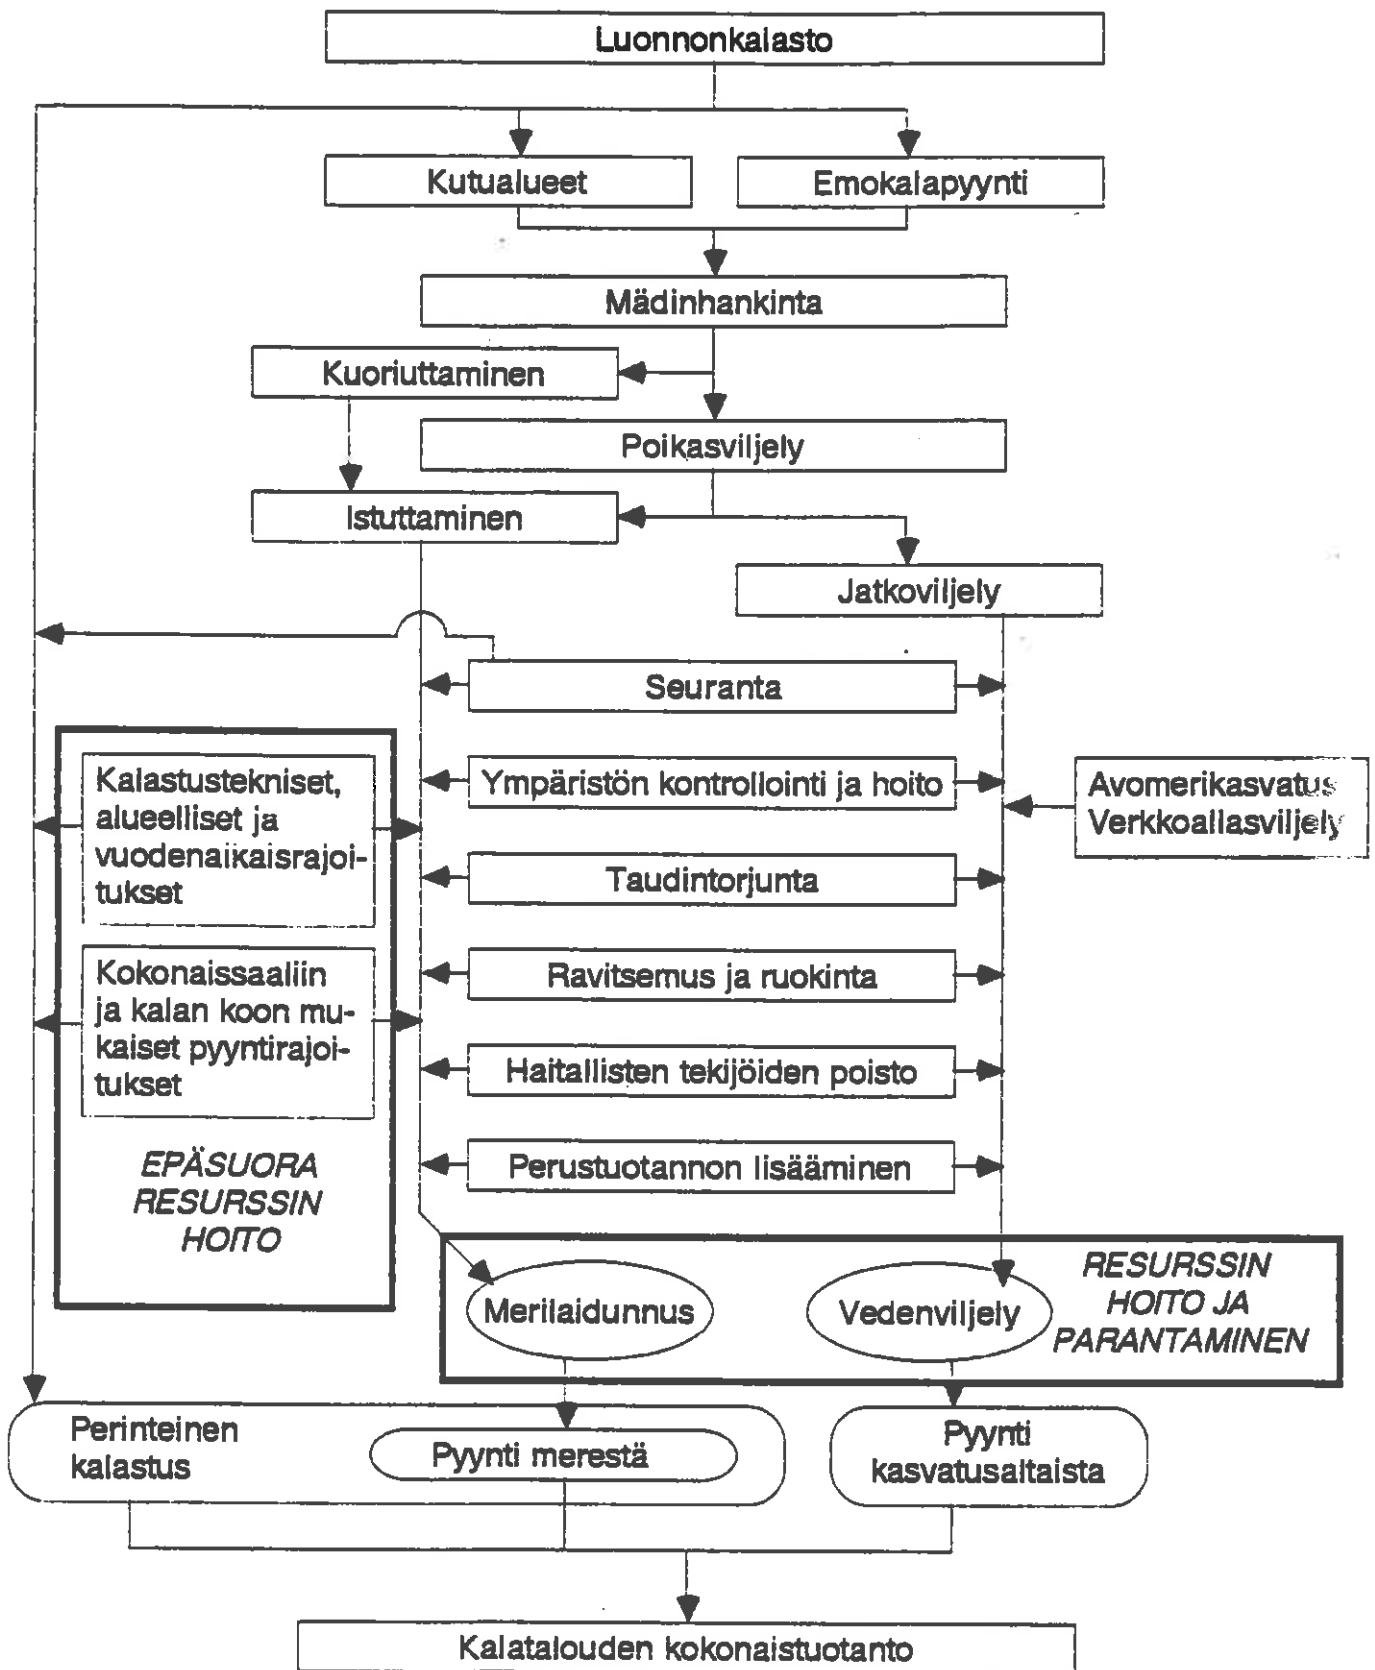 Luonnonkalasto
Kutualueet
Emokalapyynti
Mädinhankinta
Kuoriuttaminen
Poikasviljely
Istuttaminen
Jatkoviljely
Seuranta
Kalastustekniset,
alueelliset ja
vuodenaikaisrajoi-
tukset
Ympäristön kontrollointi ja hoito
Avomerikasvatus
Verkkoallasviljely
Taudintorjunta
Kokonaissaaliin
ja kalan koon mu-
kaiset pyyntirajoi-
tukset
Ravitsemus ja ruokinta
Haitallisten tekijöiden poisto
EPÄSUORA
RESURSSIN
HOITO
Perustuotannon lisääminen
Merilaidunnus
Vedenviljely
RESURSSIN
HOITO JA
PARANTAMINEN
Perinteinen
kalastus
Pyynti merestä
Pyynti
kasvatusaltaista
Kalatalouden kokonaistuotanto